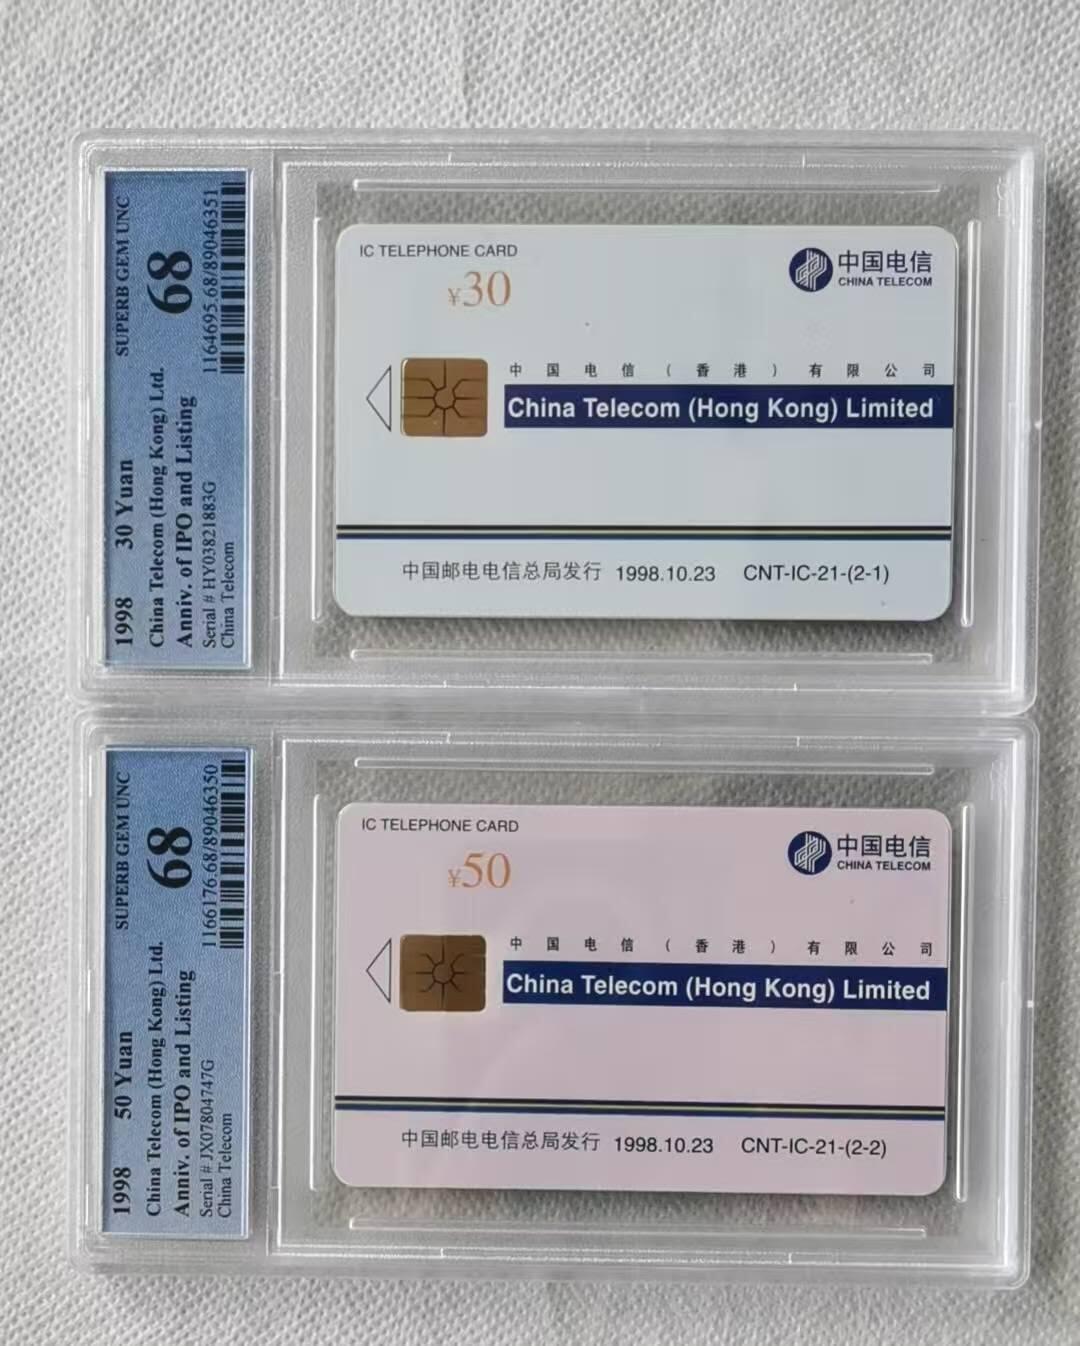 SUPERB GEM UNC
68
1164695.68/89046351
1998 30 Yuan
China Telecom (Hong Kong) Ltd.
Anniv. of IPO and Listing
Serial # HY03821883G
China Telecom
IC TELEPHONE CARD
¥30
中国电信
CHINA TELECOM
中国电信(香港)有限公司
China Telecom (Hong Kong) Limited
中国邮电电信总局发行 1998.10.23 CNT-IC-21-(2-1)
SUPERB GEM UNC
68
1166176.68/89046350
1998 50 Yuan
China Telecom (Hong Kong) Ltd.
Anniv. of IPO and Listing
Serial # JX07804747G
China Telecom
IC TELEPHONE CARD
¥50
中国电信
CHINA TELECOM
中国电信(香港)有限公司
China Telecom (Hong Kong) Limited
中国邮电电信总局发行 1998.10.23 CNT-IC-21-(2-2)